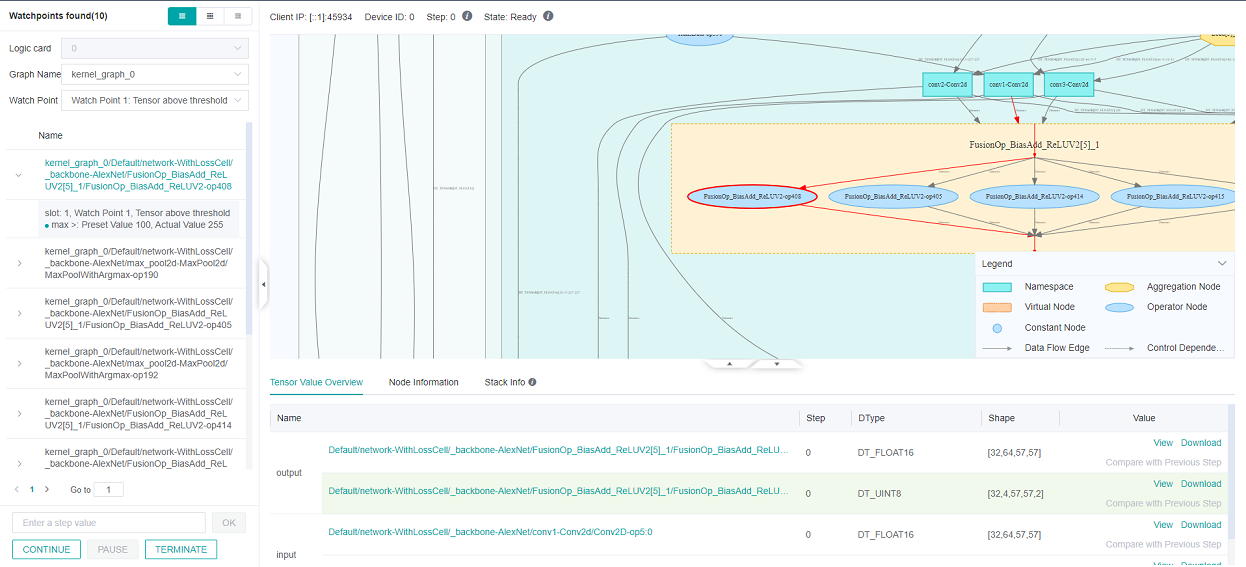 Watchpoints found(10)
Client IP: [::1]:45934 Device ID: 0 Step: 0 State: Ready
Logic card 0
Graph Name kernel_graph_0
Watch Point Watch Point 1: Tensor above threshold
Name
kernel_graph_0/Default/network-WithLossCell/
_backbone-AlexNet/FusionOp_BiasAdd_ReL
UV2[5]_1/FusionOp_BiasAdd_ReLUV2-op408
slot: 1, Watch Point 1, Tensor above threshold
max >: Preset Value 100, Actual Value 255
kernel_graph_0/Default/network-WithLossCell/
_backbone-AlexNet/max_pool2d-MaxPool2d/
MaxPoolWithArgmax-op190
kernel_graph_0/Default/network-WithLossCell/
_backbone-AlexNet/FusionOp_BiasAdd_ReL
UV2[5]_1/FusionOp_BiasAdd_ReLUV2-op405
kernel_graph_0/Default/network-WithLossCell/
_backbone-AlexNet/max_pool2d-MaxPool2d/
MaxPoolWithArgmax-op192
kernel_graph_0/Default/network-WithLossCell/
_backbone-AlexNet/FusionOp_BiasAdd_ReL
UV2[5]_1/FusionOp_BiasAdd_ReLUV2-op414
kernel_graph_0/Default/network-WithLossCell/
_backbone-AlexNet/FusionOp_BiasAdd_ReL
1 Go to 1
Enter a step value OK
CONTINUE PAUSE TERMINATE
conv2-Conv2d conv1-Conv2d conv3-Conv2d
FusionOp_BiasAdd_ReLUV2[5]_1
FusionOp_BiasAdd_ReLUV2-op408 FusionOp_BiasAdd_ReLUV2-op405 FusionOp_BiasAdd_ReLUV2-op414 FusionOp_BiasAdd_ReLUV2-op415
Legend
Namespace Aggregation Node
Virtual Node Operator Node
Constant Node
Data Flow Edge Control Depende...
Tensor Value Overview Node Information Stack Info
Name Step DType Shape Value
output
Default/network-WithLossCell/_backbone-AlexNet/FusionOp_BiasAdd_ReLUV2[5]_1/FusionOp_BiasAdd_ReLU... 0 DT_FLOAT16 [32,64,57,57] View Download
Compare with Previous Step
Default/network-WithLossCell/_backbone-AlexNet/FusionOp_BiasAdd_ReLUV2[5]_1/FusionOp_BiasAdd_ReLU... 0 DT_UINT8 [32,4,57,57,2] View Download
Compare with Previous Step
input
Default/network-WithLossCell/_backbone-AlexNet/conv1-Conv2d/Conv2D-op5:0 0 DT_FLOAT16 [32,64,57,57] View Download
Compare with Previous Step
View Download